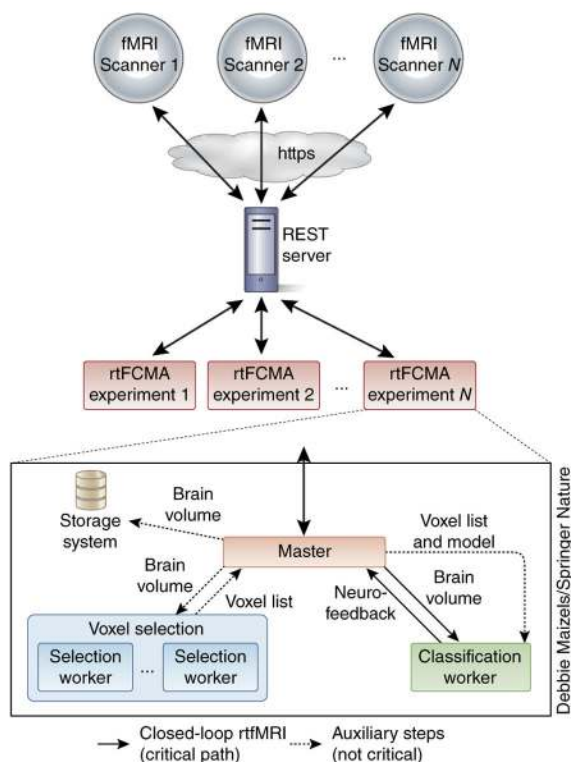 fMRI
Scanner 1
fMRI
Scanner 2
...
fMRI
Scanner N
https
REST
server
rtFCMA
experiment 1
rtFCMA
experiment 2
...
rtFCMA
experiment N
Storage
system
Brain
volume
Master
Voxel list
and model
Brain
volume
Voxel list
Neuro-
feedback
Brain
volume
Voxel selection
Selection
worker
...
Selection
worker
Classification
worker
Debbie Maizels/Springer Nature
Closed-loop rtfMRI
(critical path)
Auxiliary steps
(not critical)